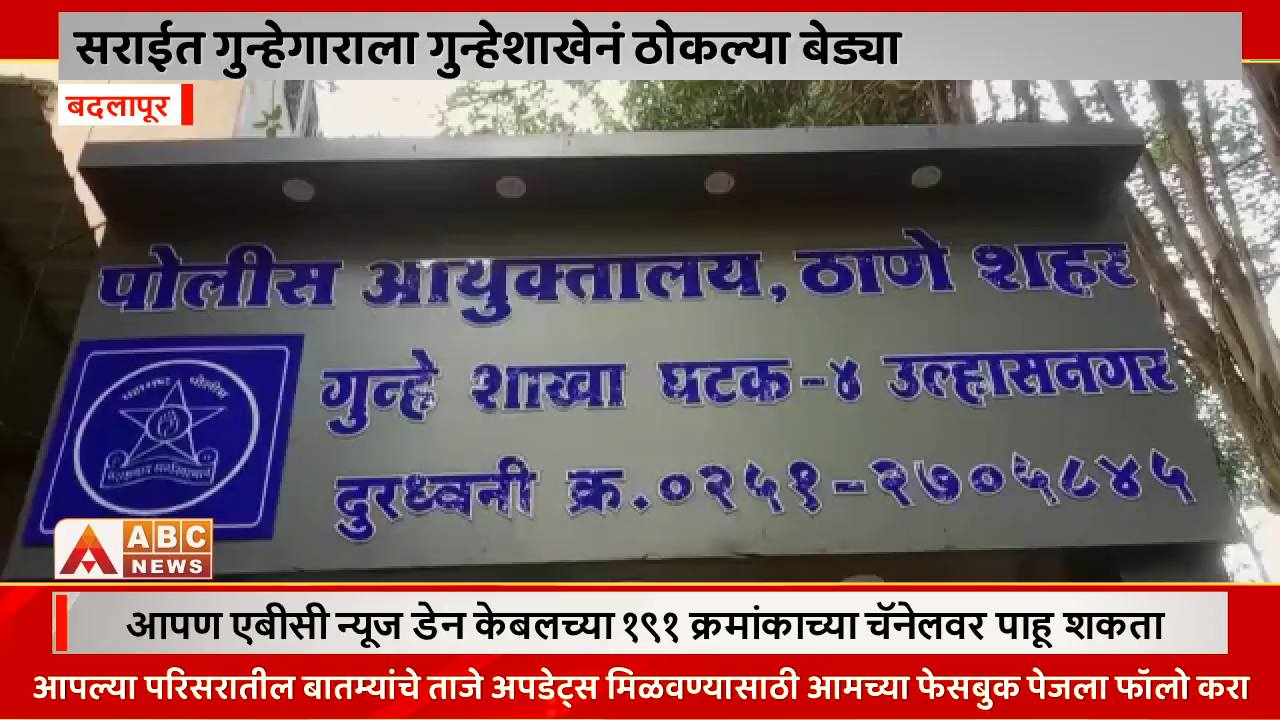 सराईत गुन्हेगाराला गुन्हेशाखेनं ठोकल्या बेड्या
बदलापूर
पोलीस आयुक्तालय, ठाणे शहर
गुन्हे शाखा घटक-४ उल्हासनगर
दुरध्वनी क्र.०२५१-२७०५८४५
महाराष्ट्र पोलीस
ABC
NEWS
आपण एबीसी न्यूज डेन केबलच्या १९१ क्रमांकाच्या चॅनेलवर पाहू शकता
आपल्या परिसरातील बातम्यांचे ताजे अपडेट्स मिळवण्यासाठी आमच्या फेसबुक पेजला फॉलो करा